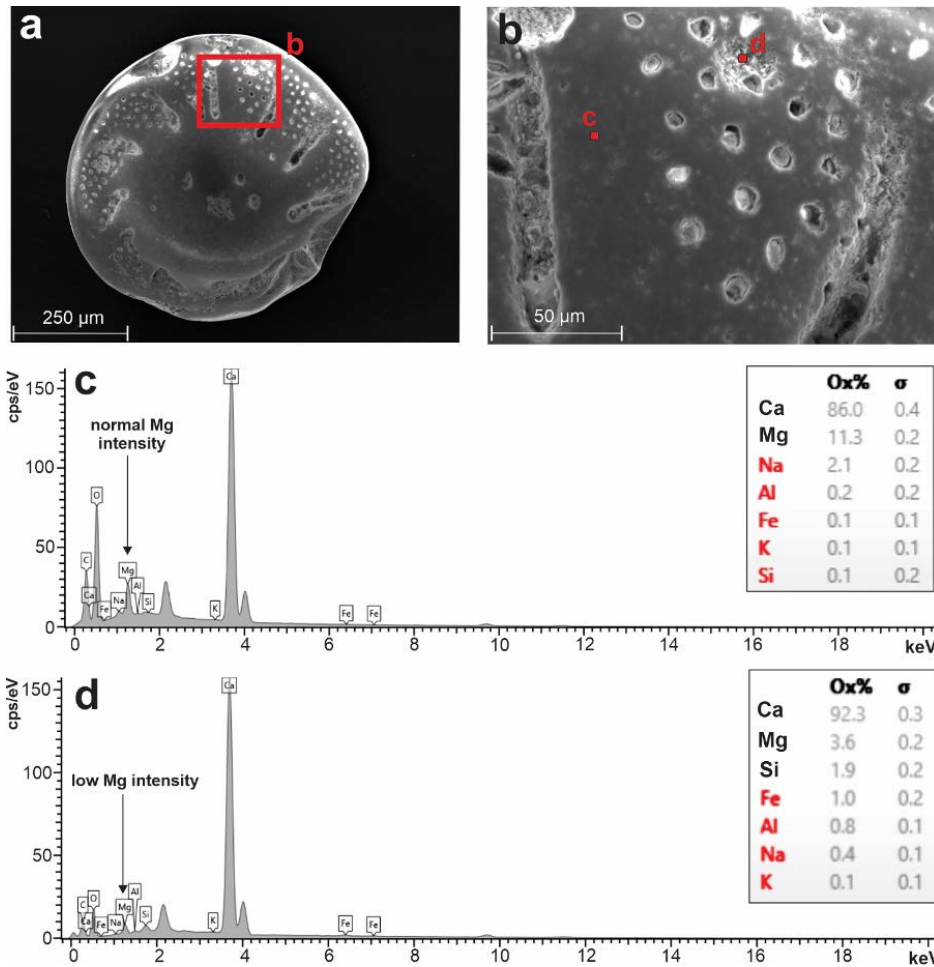 a
b
250 µm
b
d
c
50 µm
c
cps/eV
150
100
50
0
normal Mg
intensity
Ca
O
C
Mg
Al
Ca
Na
Si
Fe
K
Fe
Fe
0 2 4 6 8 10 12 14 16 18 keV
Ox% σ
Ca 86.0 0.4
Mg 11.3 0.2
Na 2.1 0.2
Al 0.2 0.2
Fe 0.1 0.1
K 0.1 0.1
Si 0.1 0.2
d
cps/eV
150
100
50
0
low Mg intensity
Ca
C
O
Al
Mg
Ca
Fe
Na
Si
K
Fe
Fe
0 2 4 6 8 10 12 14 16 18 keV
Ox% σ
Ca 92.3 0.3
Mg 3.6 0.2
Si 1.9 0.2
Fe 1.0 0.2
Al 0.8 0.1
Na 0.4 0.1
K 0.1 0.1